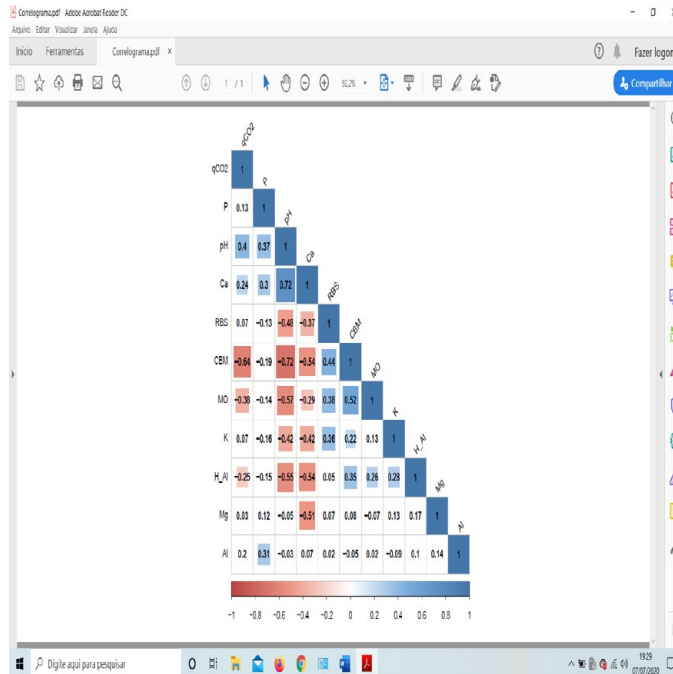 Correlograma.pdf - Adobe Acrobat Reader DC
Arquivo Editar Visualizar Janela Ajuda
Início Ferramentas Correlograma.pdf × Fazer logon
1 / 1 92,2% Compartilhar
qCO2
qCO2 1 P
P 0.13 1 pH
pH 0.4 0.37 1 Ca
Ca 0.24 0.3 0.72 1 RBS
RBS 0.07 −0.13 −0.48 −0.37 1 CBM
CBM −0.64 −0.19 −0.72 −0.54 0.44 1 MO
MO −0.38 −0.14 −0.57 −0.29 0.38 0.52 1 K
K 0.07 −0.16 −0.42 −0.42 0.36 0.22 0.13 1 H_Al
H_Al −0.25 −0.15 −0.55 −0.54 0.05 0.35 0.26 0.28 1 Mg
Mg 0.03 0.12 −0.05 −0.51 0.07 0.08 −0.07 0.13 0.17 1 Al
Al 0.2 0.31 −0.03 0.07 0.02 −0.05 0.02 −0.09 0.1 0.14 1
−1 −0.8 −0.6 −0.4 −0.2 0 0.2 0.4 0.6 0.8 1
Digite aqui para pesquisar
19:29
07/07/2020